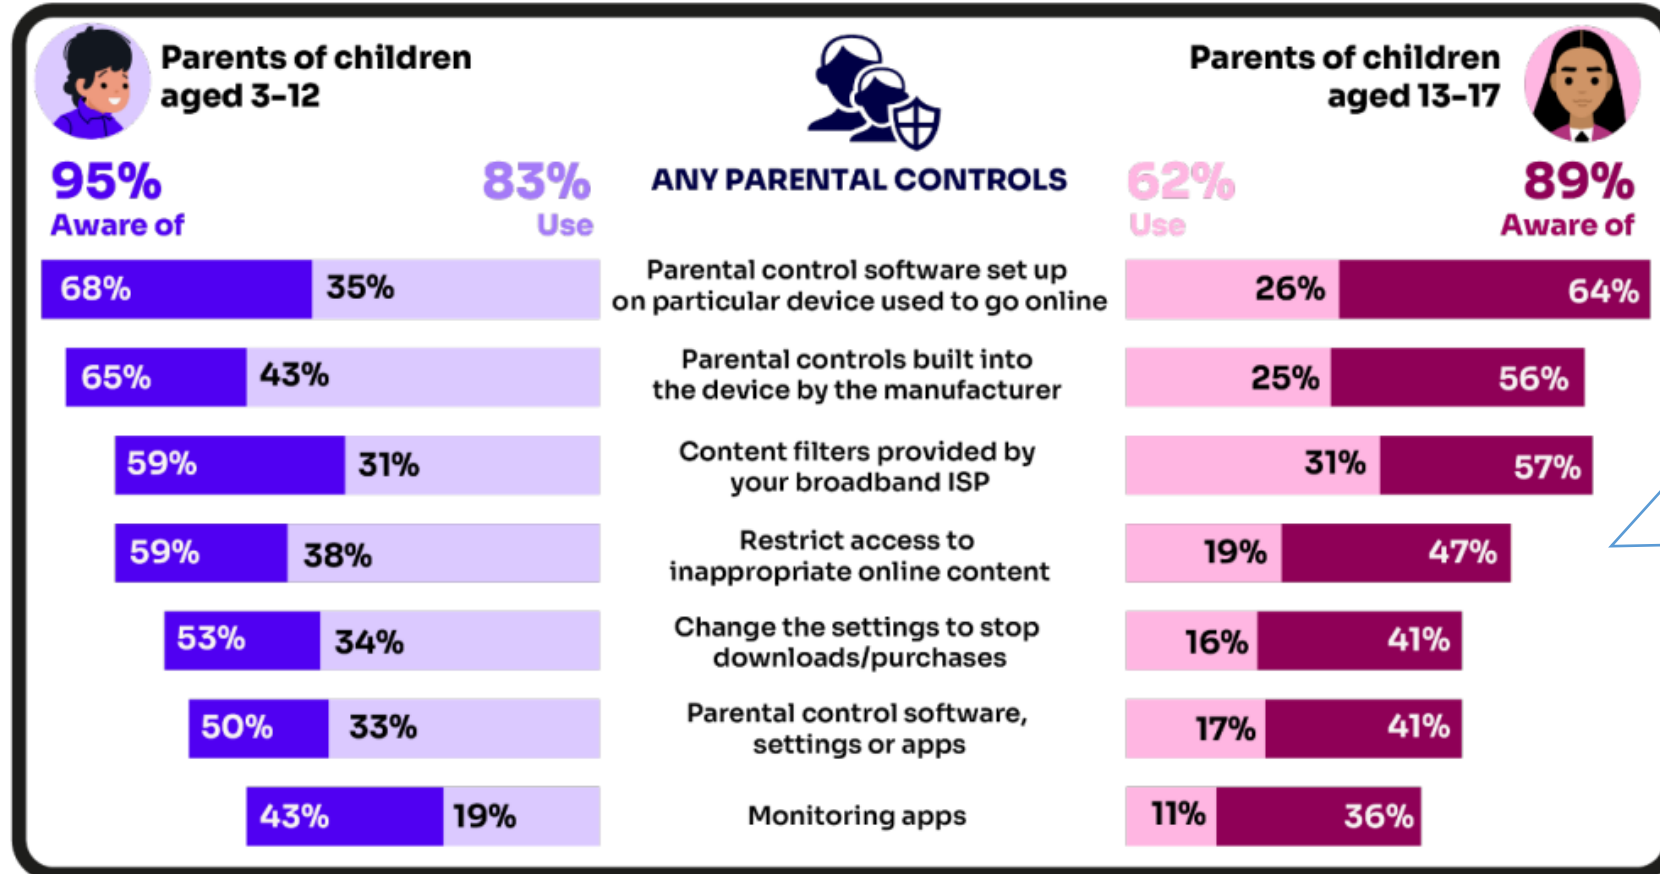 Parents of children
aged 3-12
Parents of children
aged 13-17
95%
Aware of
83%
Use
ANY PARENTAL CONTROLS
62%
Use
89%
Aware of
68% 35% Parental control software set up 26% 64%
on particular device used to go online
65% 43% Parental controls built into 25% 56%
the device by the manufacturer
59% 31% Content filters provided by 31% 57%
your broadband ISP
59% 38% Restrict access to 19% 47%
inappropriate online content
53% 34% Change the settings to stop 16% 41%
downloads/purchases
50% 33% Parental control software, 17% 41%
settings or apps
43% 19% Monitoring apps 11% 36%